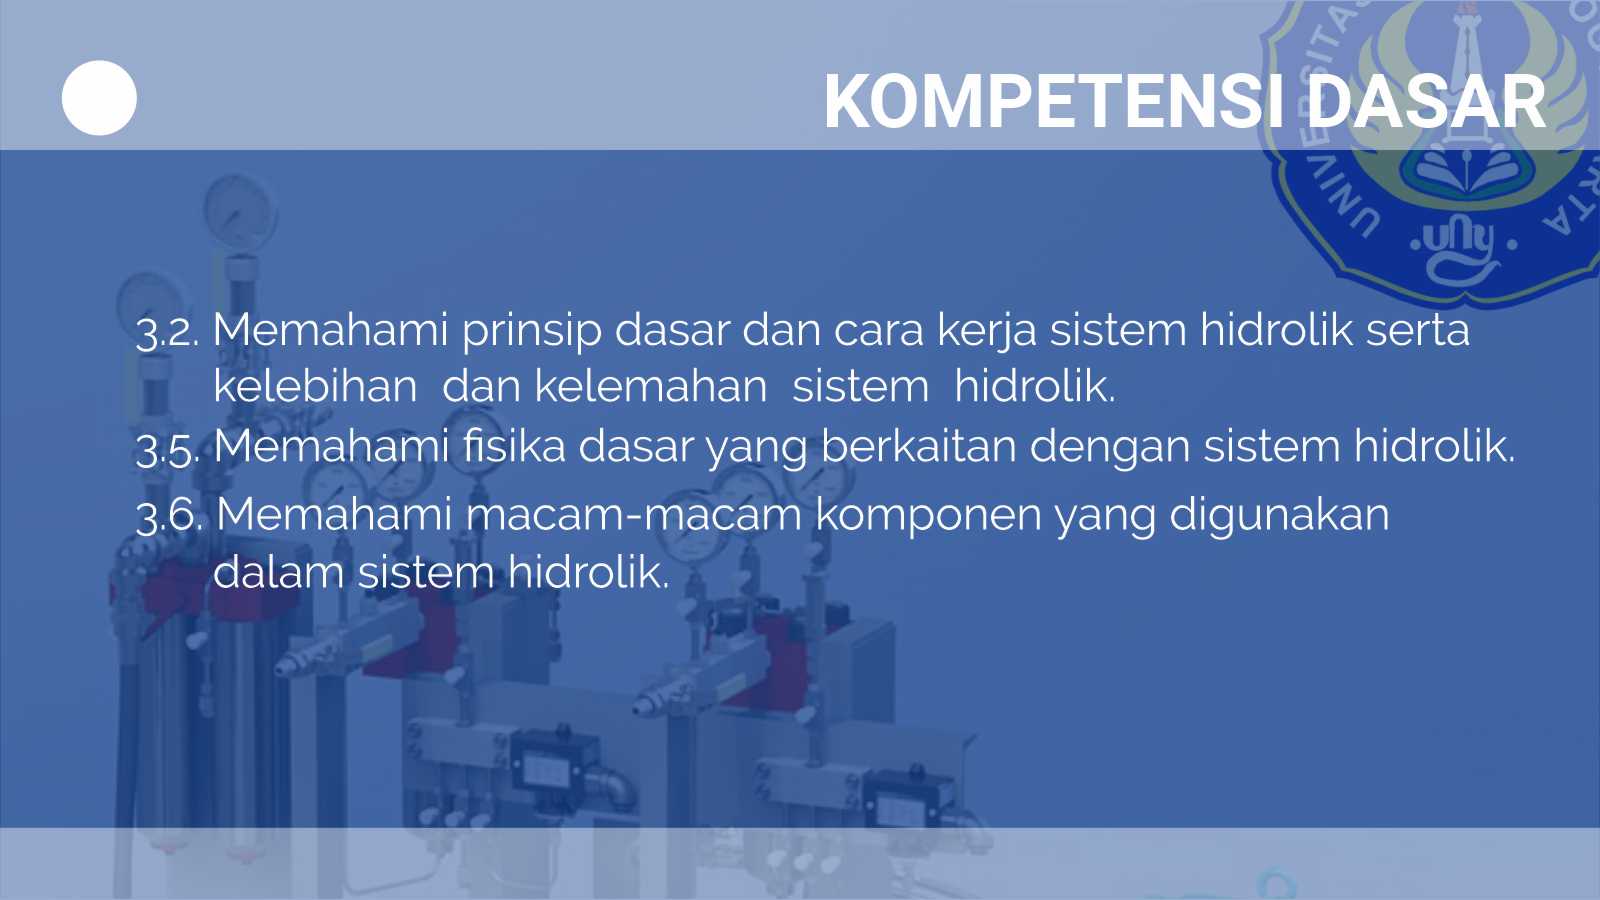 KOMPETENSI DASAR
UNIVERSITAS
uny
3.2. Memahami prinsip dasar dan cara kerja sistem hidrolik serta
kelebihan dan kelemahan sistem hidrolik.
3.5. Memahami fisika dasar yang berkaitan dengan sistem hidrolik.
3.6. Memahami macam-macam komponen yang digunakan
dalam sistem hidrolik.